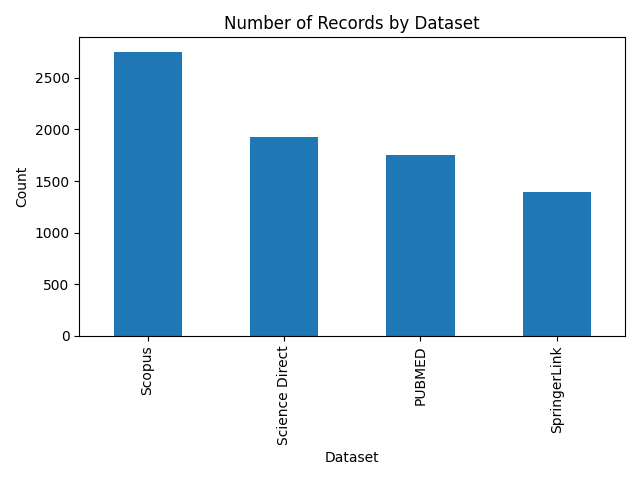 Number of Records by Dataset
Count
2500
2000
1500
1000
500
0
Scopus
Science Direct
PUBMED
SpringerLink
Dataset